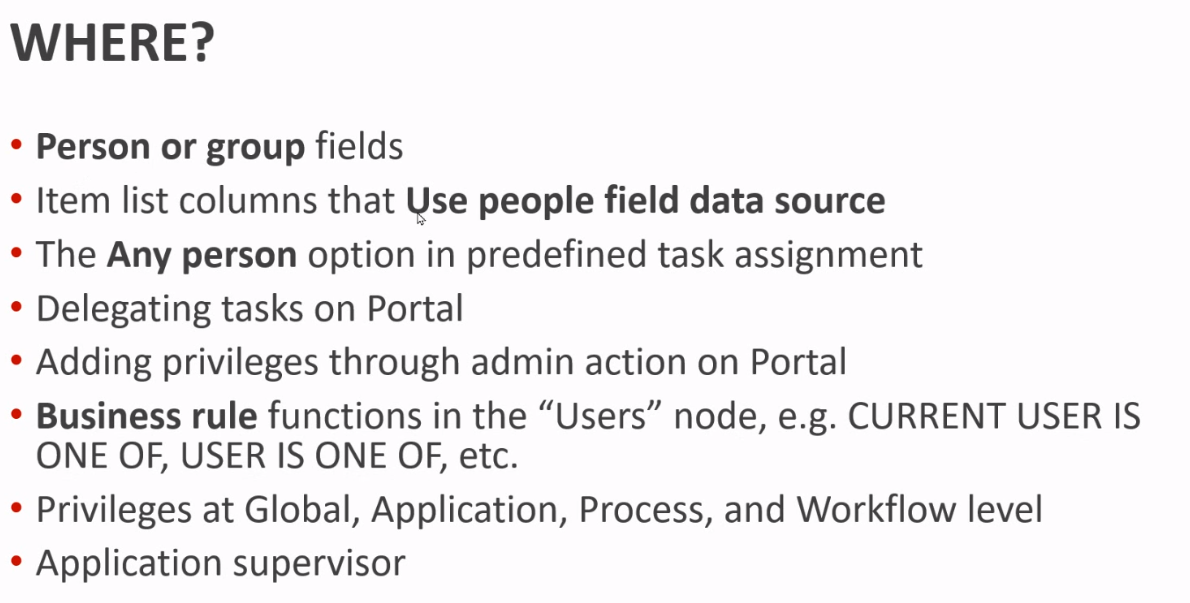 WHERE?
• Person or group fields
• Item list columns that Use people field data source
• The Any person option in predefined task assignment
• Delegating tasks on Portal
• Adding privileges through admin action on Portal
• Business rule functions in the “Users” node, e.g. CURRENT USER IS
ONE OF, USER IS ONE OF, etc.
• Privileges at Global, Application, Process, and Workflow level
• Application supervisor